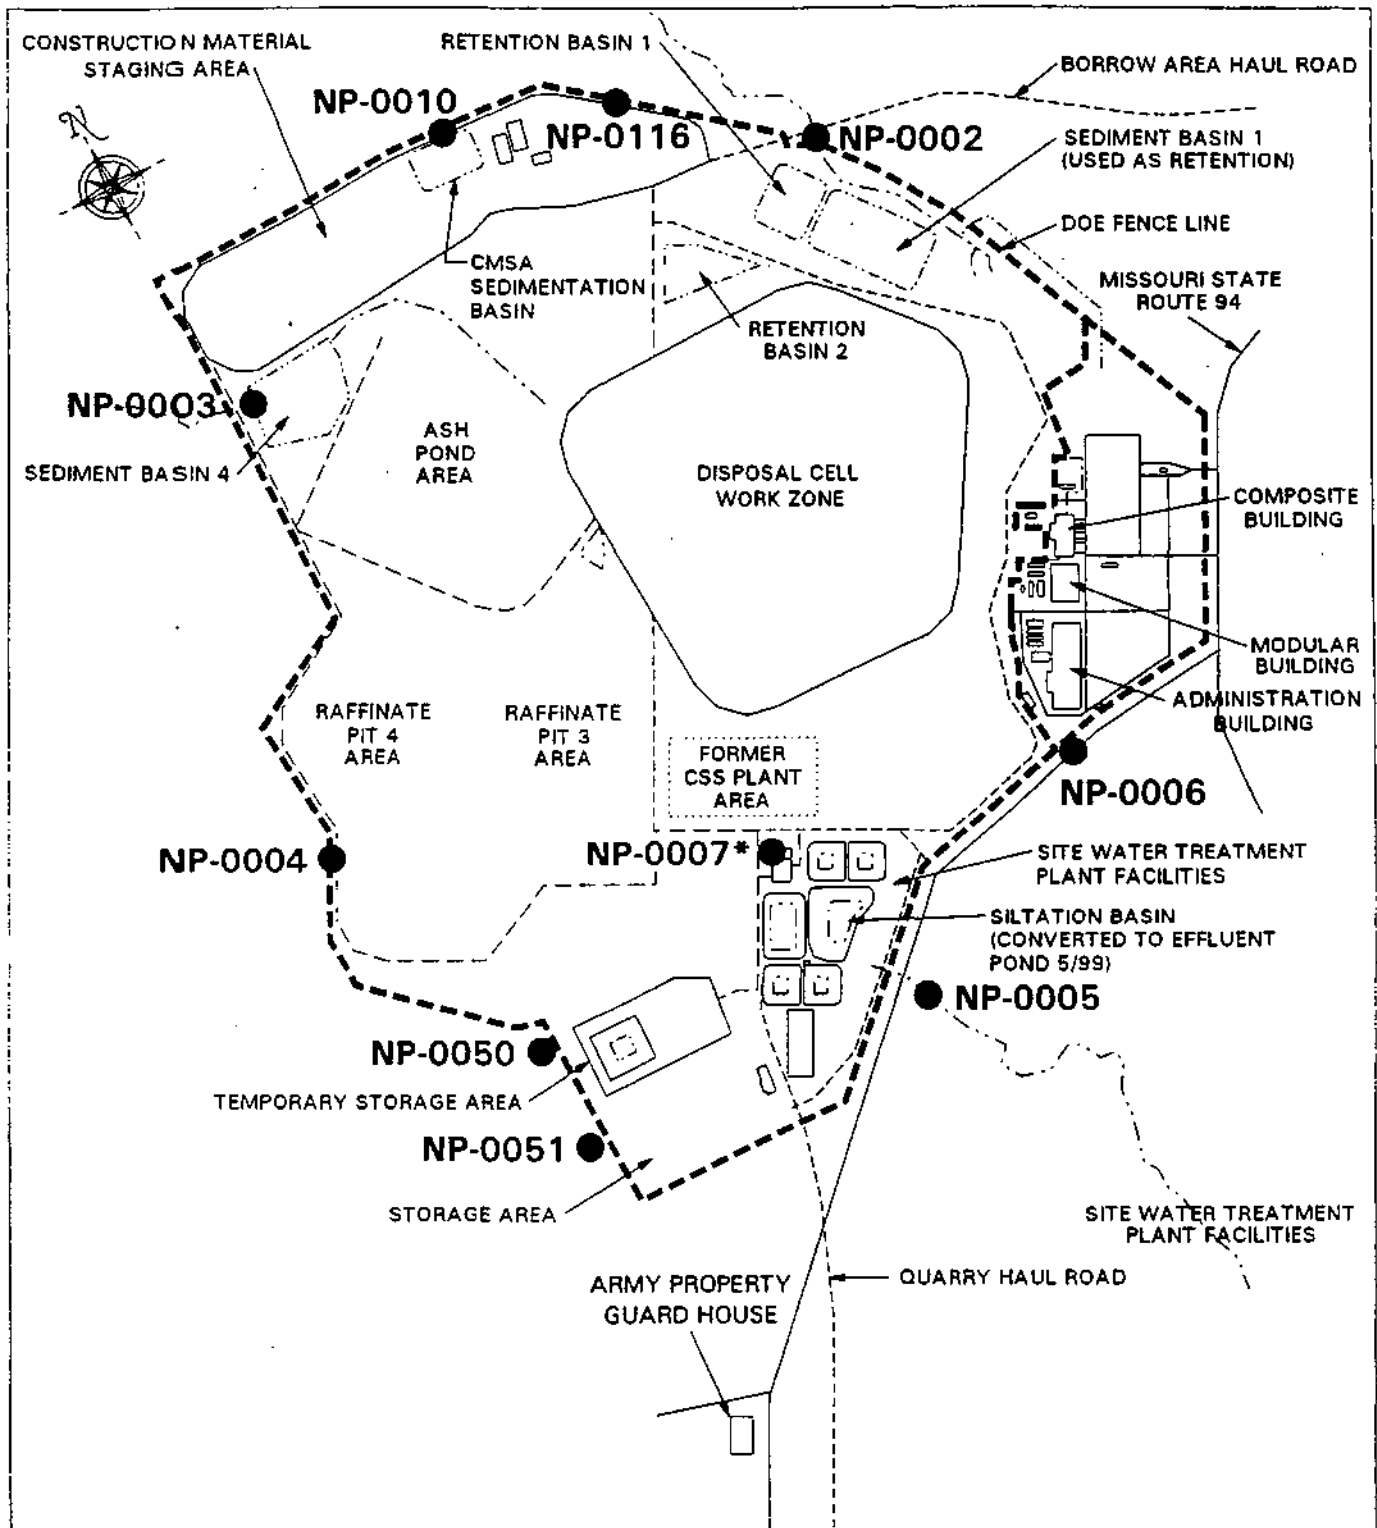 CONSTRUCTION MATERIAL
STAGING AREA
RETENTION BASIN 1
BORROW AREA HAUL ROAD
NP-0010
NP-0116
NP-0002
SEDIMENT BASIN 1
(USED AS RETENTION)
N
DOE FENCE LINE
CMSA
SEDIMENTATION
BASIN
MISSOURI STATE
ROUTE 94
RETENTION
BASIN 2
NP-0003
ASH
POND
AREA
SEDIMENT BASIN 4
DISPOSAL CELL
WORK ZONE
COMPOSITE
BUILDING
MODULAR
BUILDING
ADMINISTRATION
BUILDING
RAFFINATE
PIT 4
AREA
RAFFINATE
PIT 3
AREA
FORMER
CSS PLANT
AREA
NP-0006
NP-0004
NP-0007*
SITE WATER TREATMENT
PLANT FACILITIES
SILTATION BASIN
(CONVERTED TO EFFLUENT
POND 5/99)
NP-0005
NP-0050
TEMPORARY STORAGE AREA
NP-0051
STORAGE AREA
SITE WATER TREATMENT
PLANT FACILITIES
ARMY PROPERTY
GUARD HOUSE
QUARRY HAUL ROAD